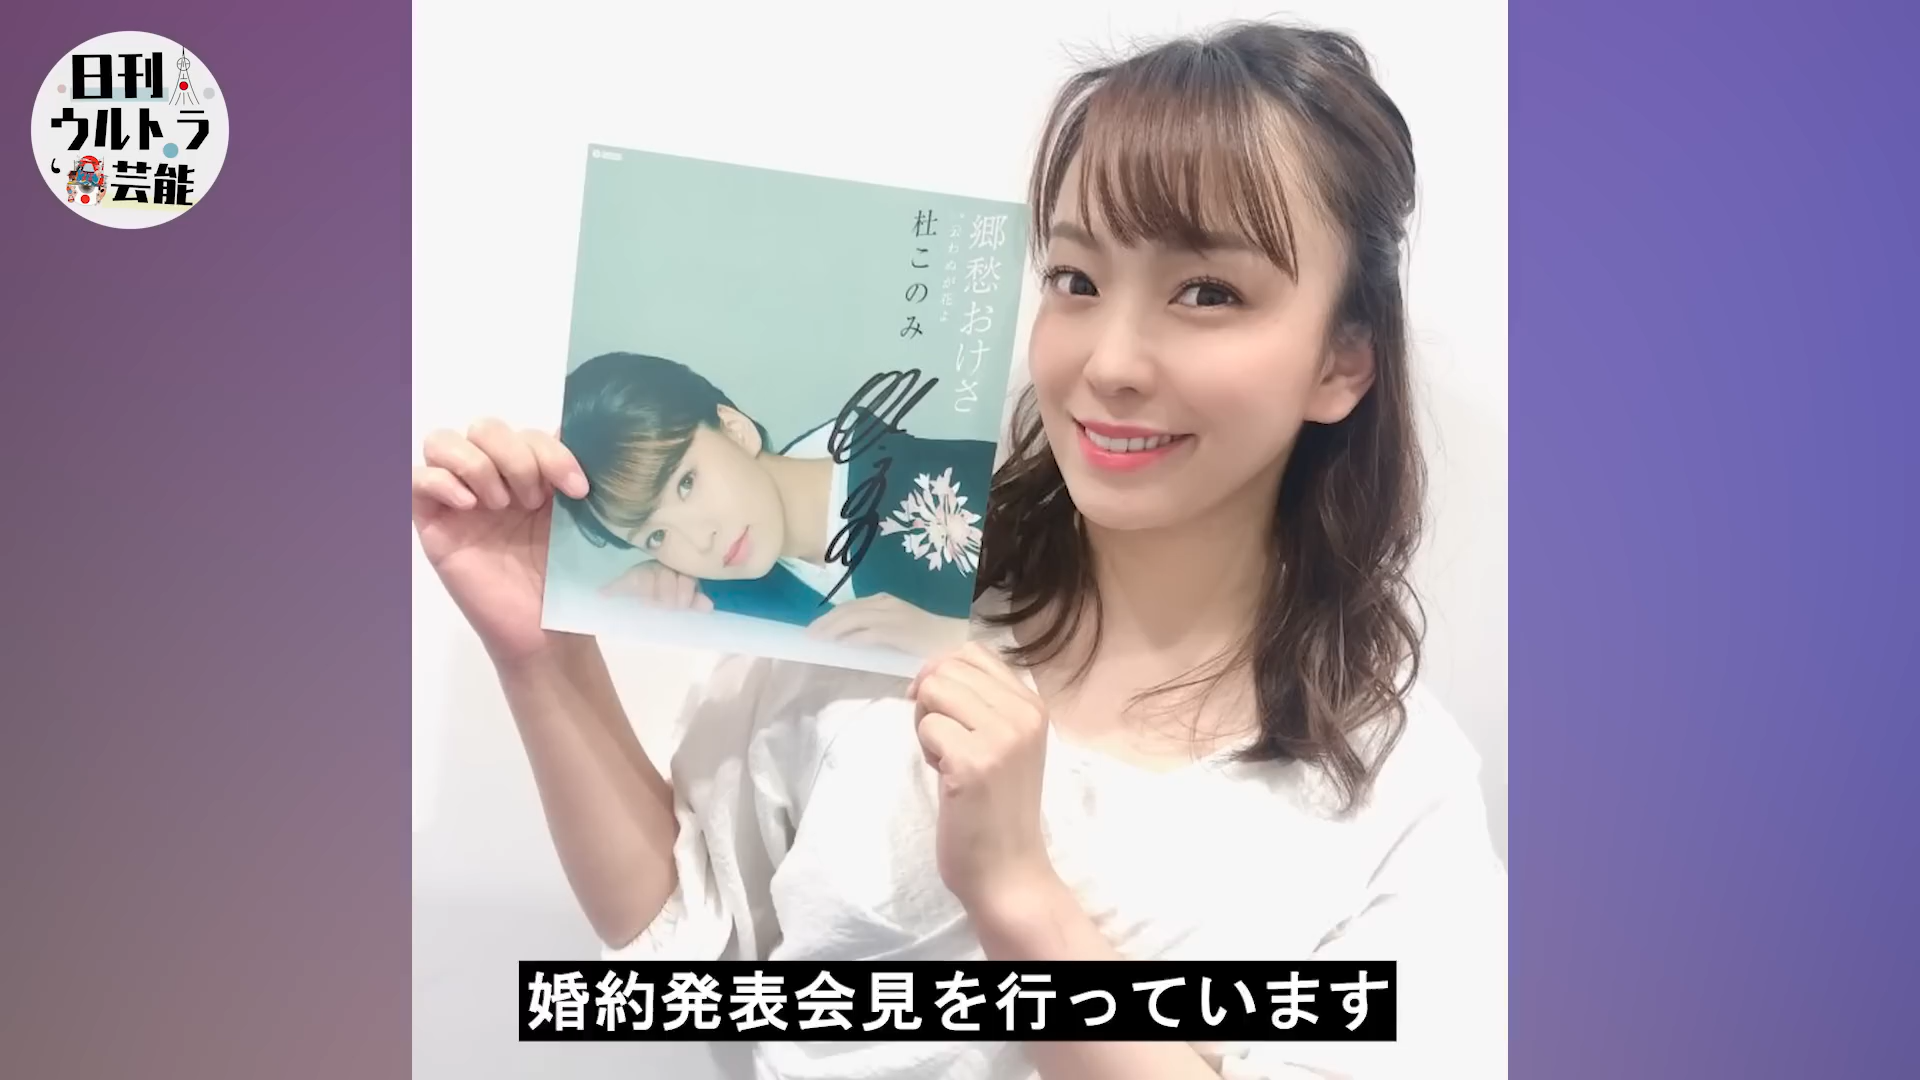 日刊
ウルトラ
芸能
郷愁おけさ
杜このみ
婚約発表会見を行っています